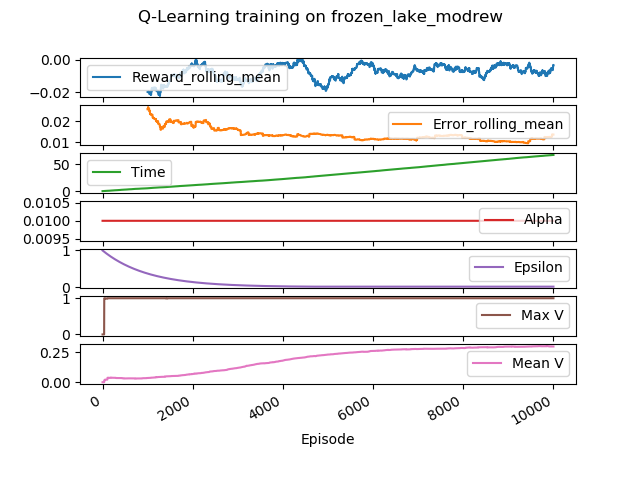 Q-Learning training on frozen_lake_modrew
0.00
−0.02
Reward_rolling_mean
0.02
0.01
Error_rolling_mean
50
0
Time
0.0105
0.0100
0.0095
Alpha
1
0
Epsilon
1
0
Max V
0.25
0.00
Mean V
0
2000
4000
6000
8000
10000
Episode